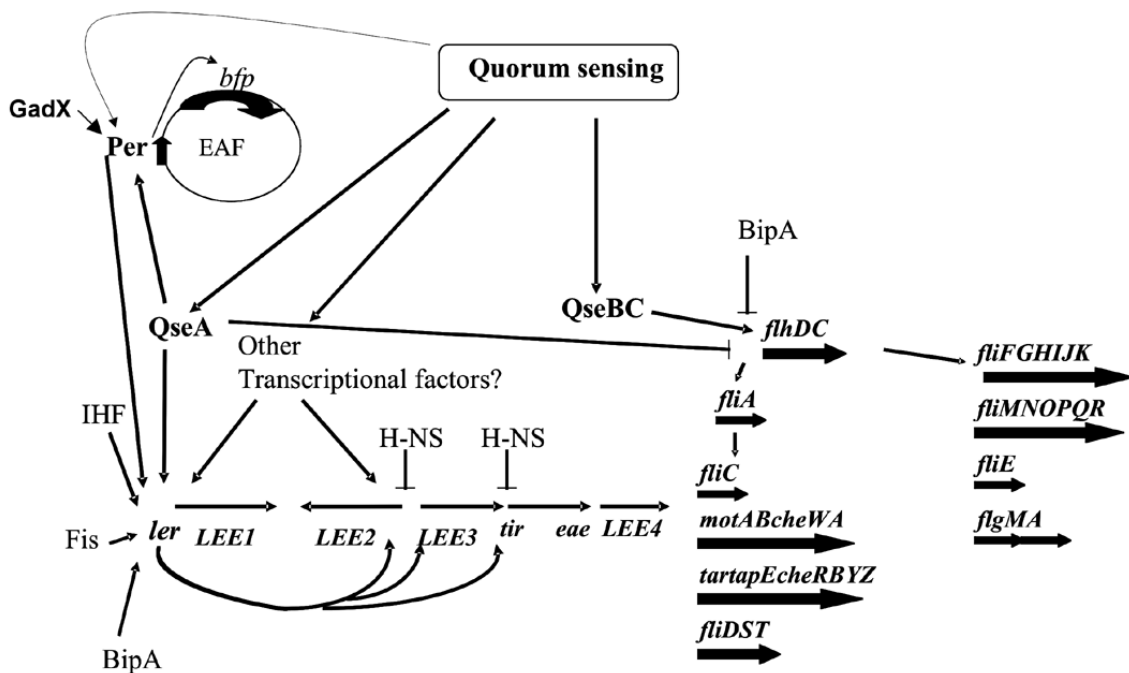 Quorum sensing
bfp
GadX
Per
EAF
BipA
QseA
QseBC
flhDC
Other
Transcriptional factors?
fliFGHIJK
fliA
IHF
H-NS H-NS
fliMNOPQR
fliC
fliE
ler LEE1 LEE2 LEE3 tir eae LEE4
Fis
motABcheWA
flgMA
tartapEcheRBYZ
fliDST
BipA